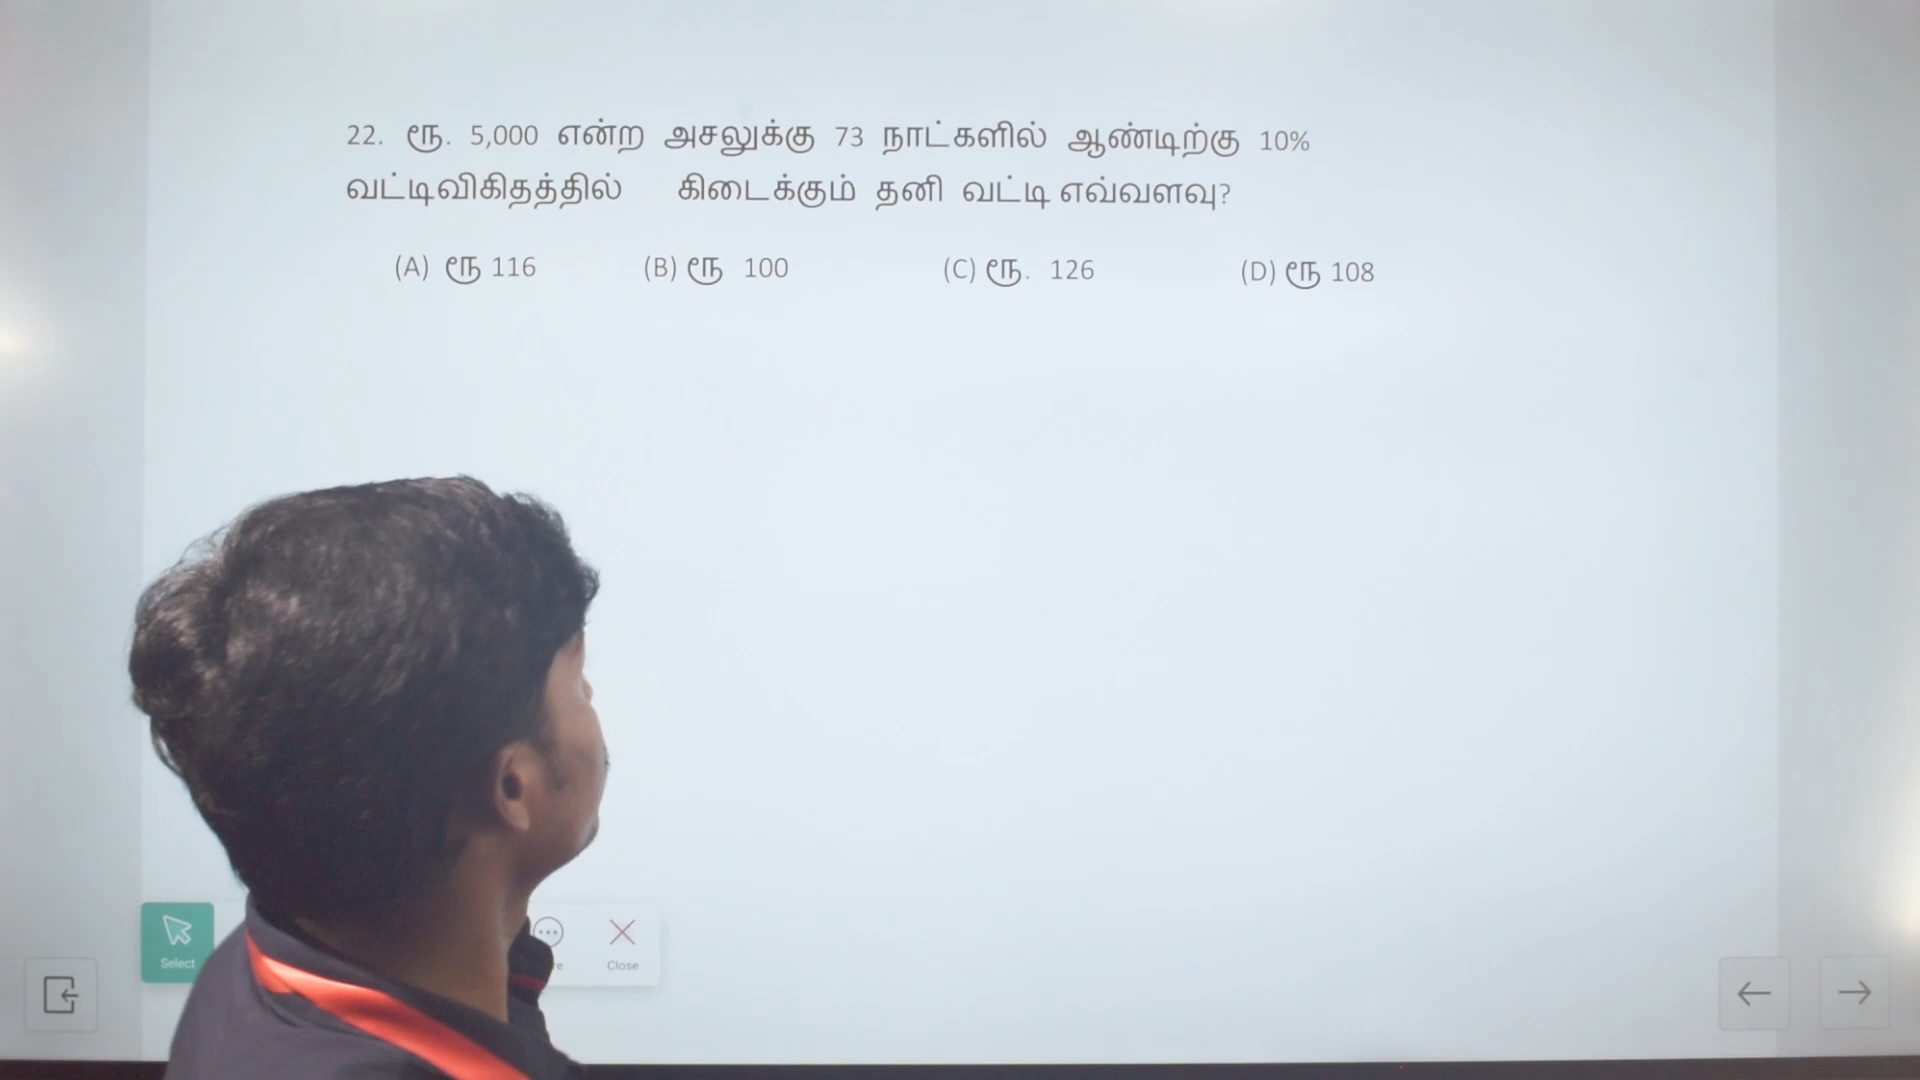 22. ரூ. 5,000 என்ற அசலுக்கு 73 நாட்களில் ஆண்டிற்கு 10%
வட்டிவிகிதத்தில் கிடைக்கும் தனி வட்டி எவ்வளவு?
(A) ரூ 116 (B) ரூ 100 (C) ரூ. 126 (D) ரூ 108
Select
Close